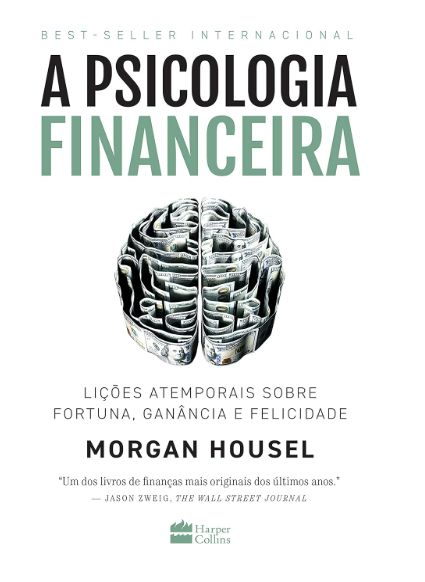 BEST-SELLER INTERNACIONAL
A PSICOLOGIA
FINANCEIRA
LIÇÕES ATEMPORAIS SOBRE
FORTUNA, GANÂNCIA E FELICIDADE
MORGAN HOUSEL
“Um dos livros de finanças mais originais dos últimos anos.”
— JASON ZWEIG, THE WALL STREET JOURNAL
Harper
Collins